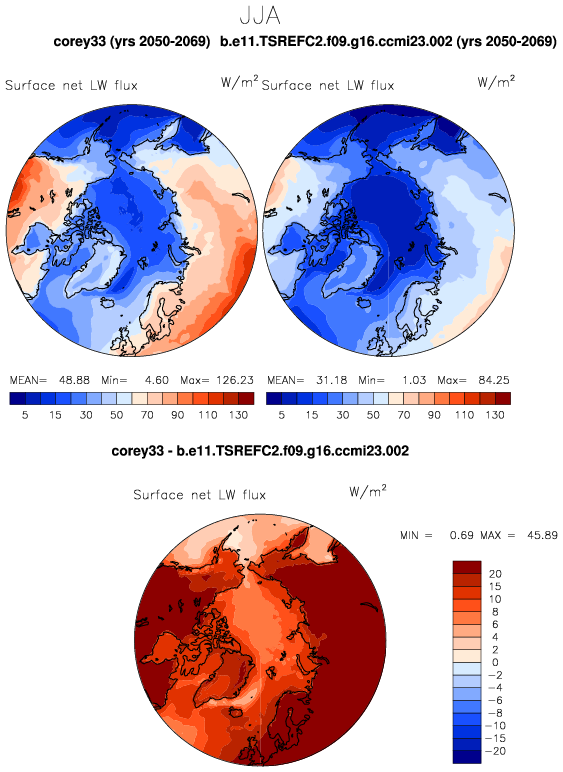 JJA
corey33 (yrs 2050-2069) b.e11.TSREFC2.f09.g16.ccmi23.002 (yrs 2050-2069)
Surface net LW flux W/m² Surface net LW flux W/m²
MEAN= 48.88 Min= 4.60 Max= 126.23 MEAN= 31.18 Min= 1.03 Max= 84.25
5 15 30 50 70 90 110 130 5 15 30 50 70 90 110 130
corey33 - b.e11.TSREFC2.f09.g16.ccmi23.002
Surface net LW flux W/m²
MIN = 0.69 MAX = 45.89
20
15
10
8
6
4
2
0
−2
−4
−6
−8
−10
−15
−20